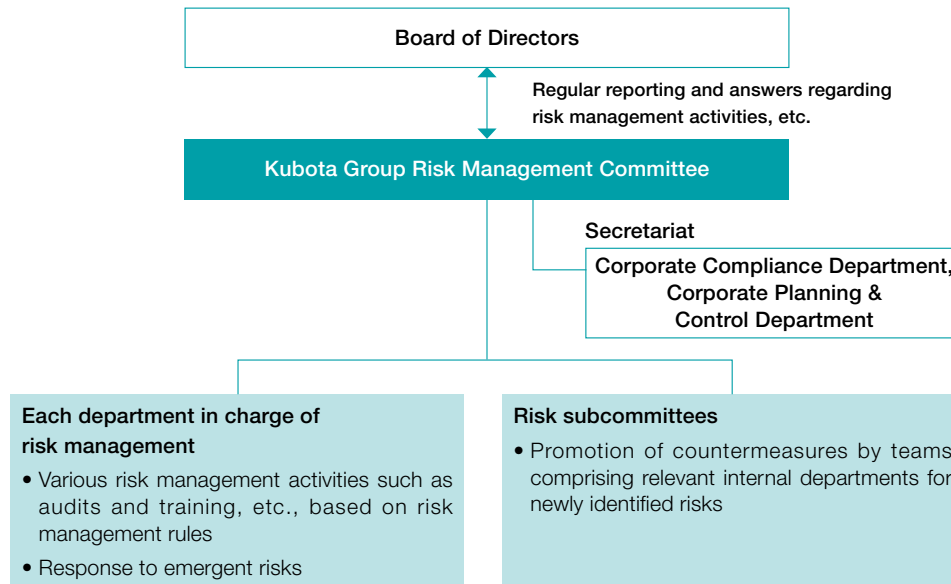 Board of Directors
Regular reporting and answers regarding
risk management activities, etc.
Kubota Group Risk Management Committee
Secretariat
Corporate Compliance Department,
Corporate Planning &
Control Department
Each department in charge of
risk management
• Various risk management activities such as
audits and training, etc., based on risk
management rules
• Response to emergent risks
Risk subcommittees
• Promotion of countermeasures by teams
comprising relevant internal departments for
newly identified risks